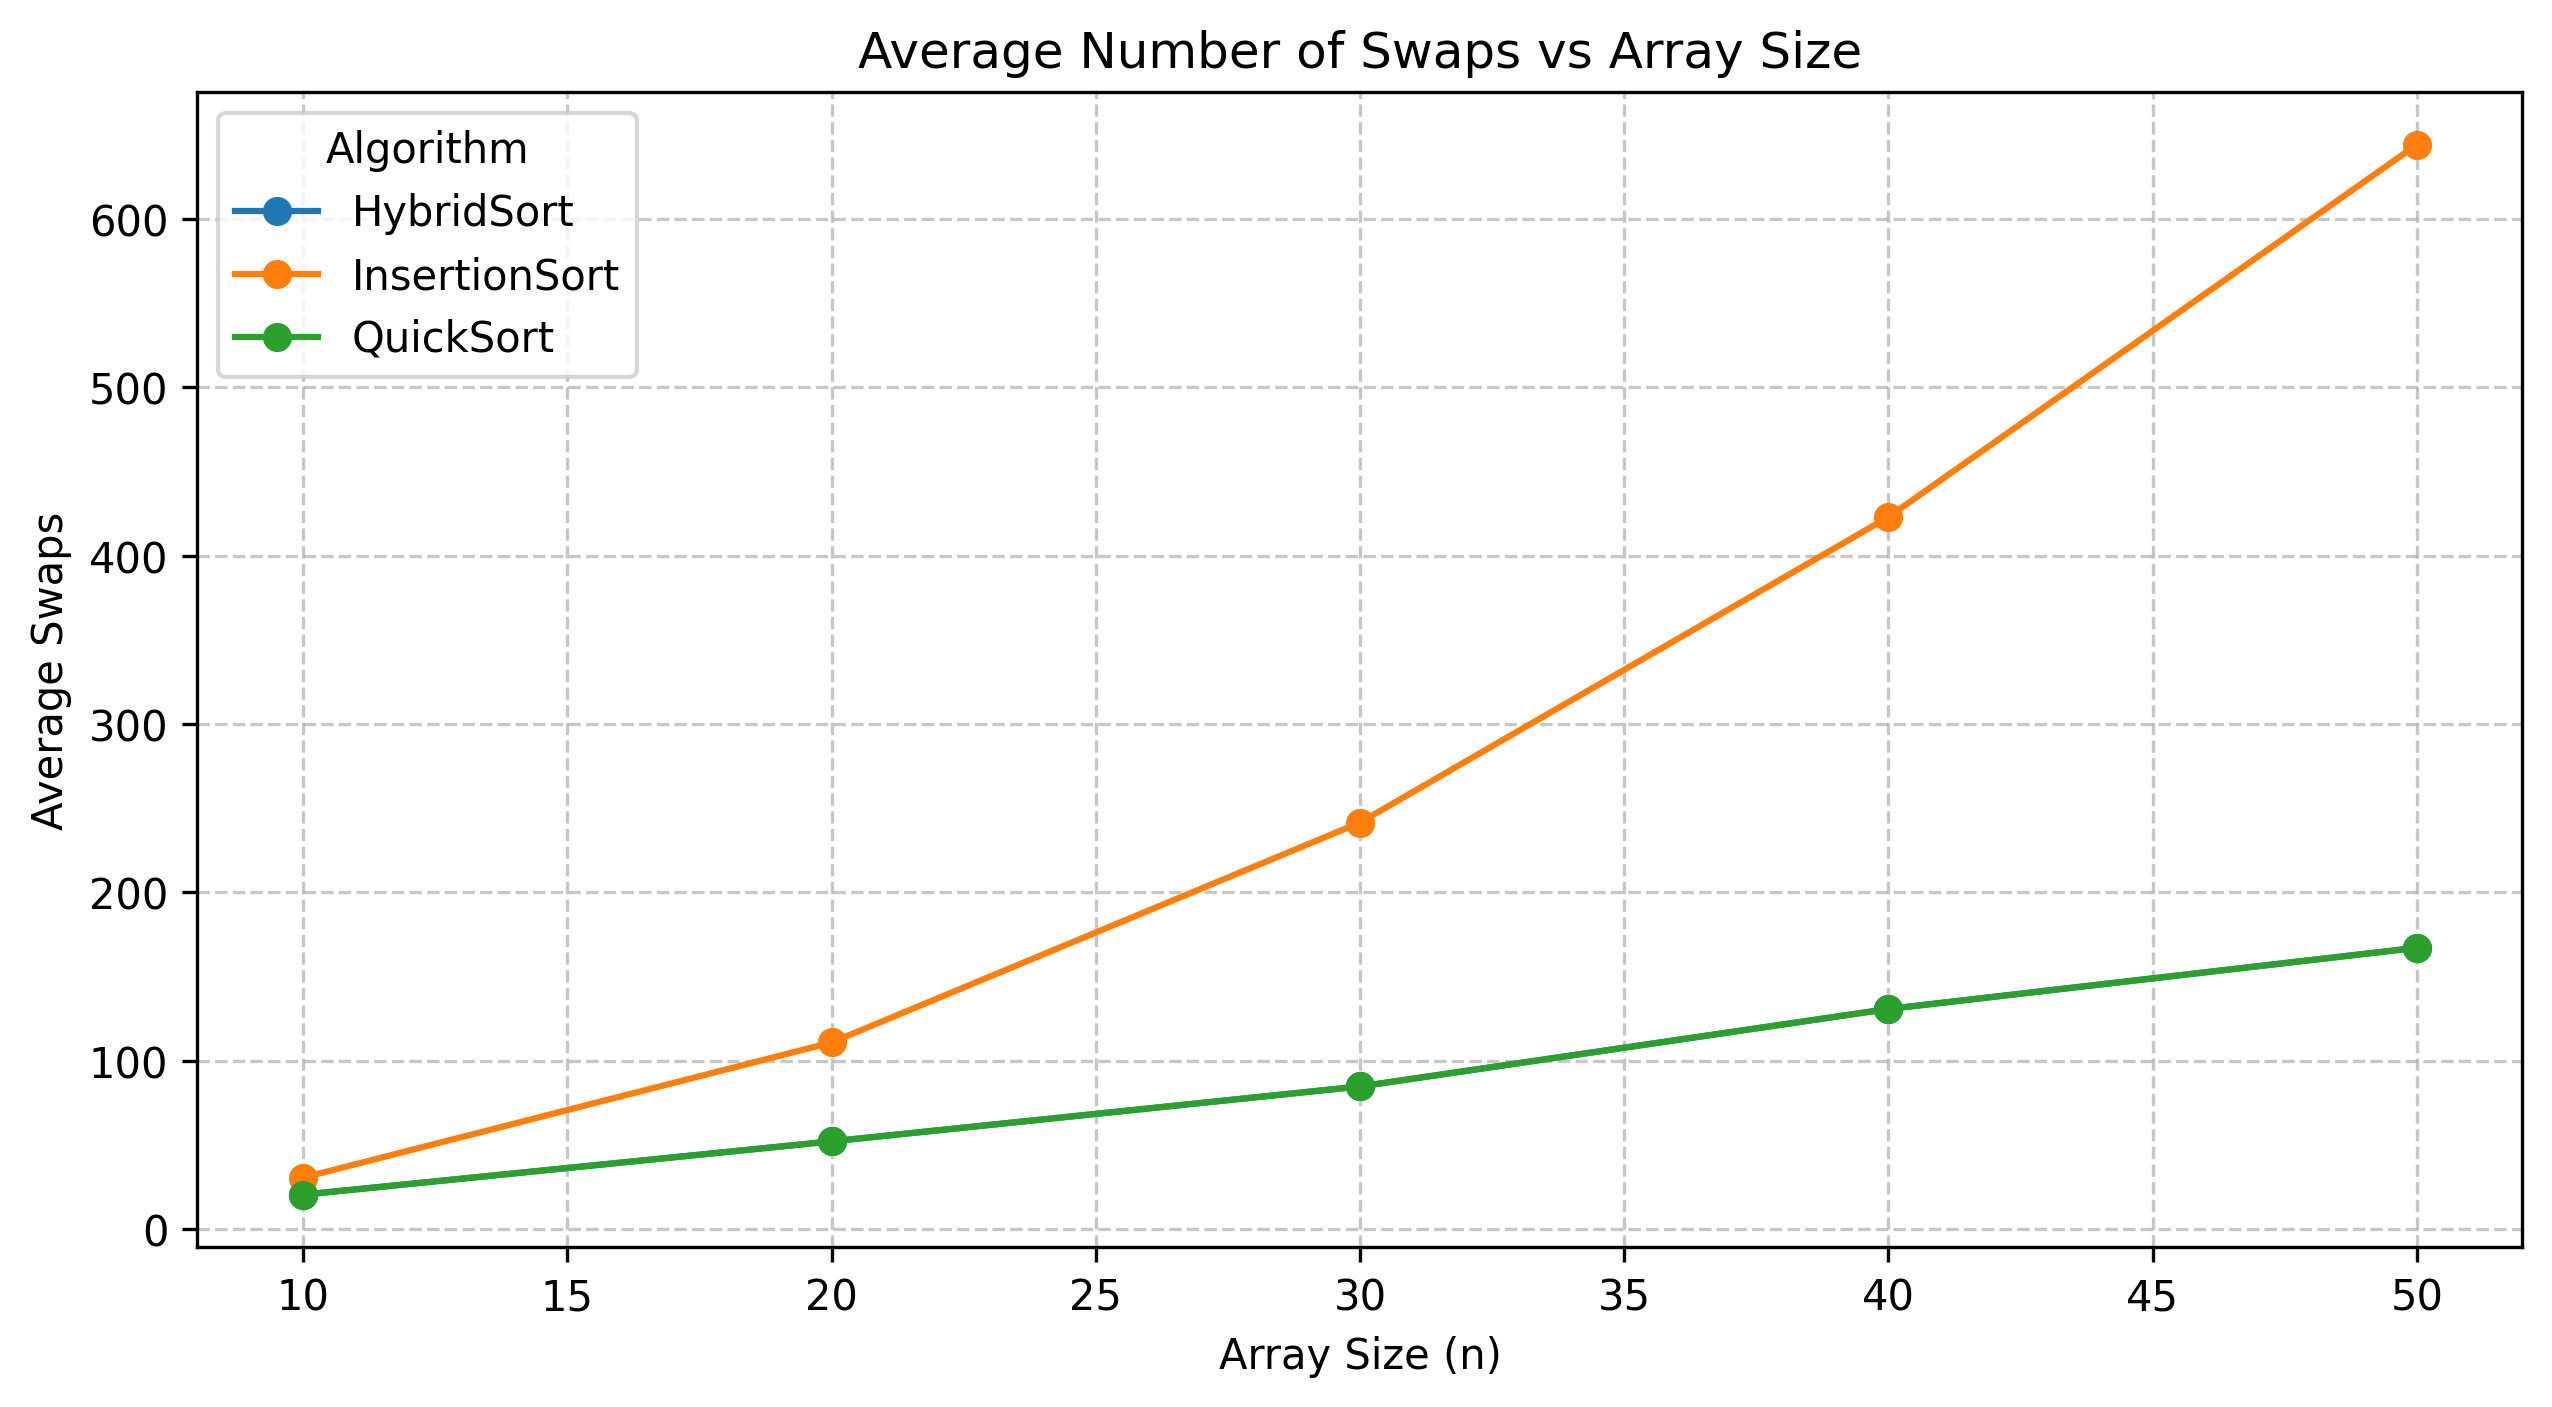 Average Number of Swaps vs Array Size
Algorithm
HybridSort
InsertionSort
QuickSort
Average Swaps
600
500
400
300
200
100
0
10 15 20 25 30 35 40 45 50
Array Size (n)